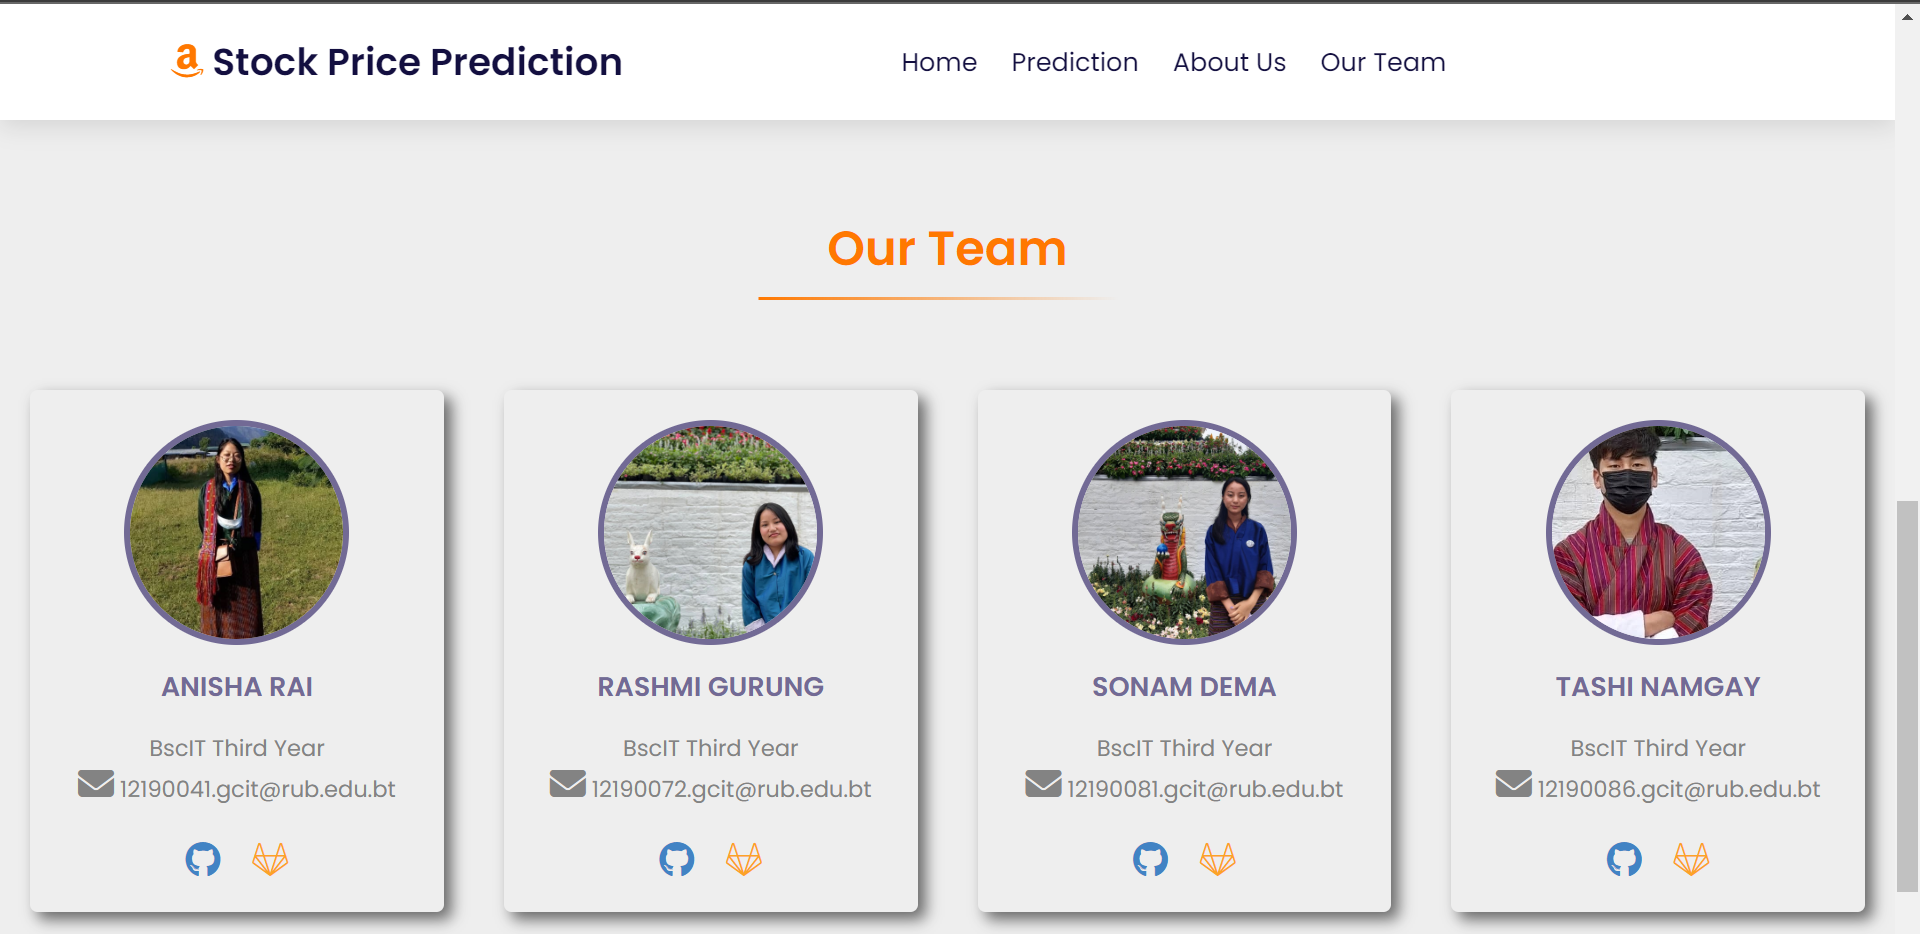 Stock Price Prediction
Home Prediction About Us Our Team
Our Team
ANISHA RAI
BscIT Third Year
12190041.gcit@rub.edu.bt
RASHMI GURUNG
BscIT Third Year
12190072.gcit@rub.edu.bt
SONAM DEMA
BscIT Third Year
12190081.gcit@rub.edu.bt
TASHI NAMGAY
BscIT Third Year
12190086.gcit@rub.edu.bt